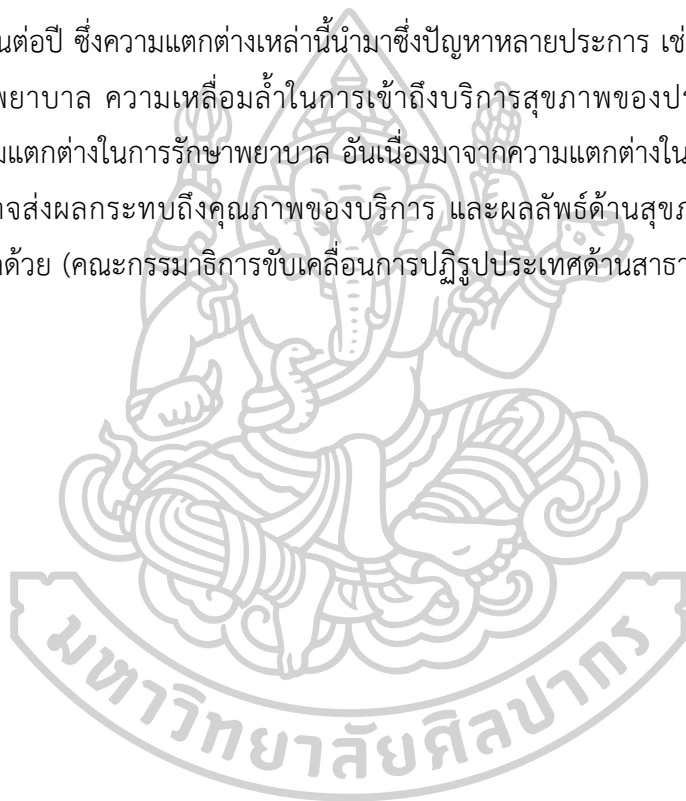 นต่อปี ซึ่งความแตกต่างเหล่านี้นำมาซึ่งปัญหาหลายประการ เช่
พยาบาล ความเหลื่อมล้ำในการเข้าถึงบริการสุขภาพของปร
มแตกต่างในการรักษาพยาบาล อันเนื่องมาจากความแตกต่างใน
าจส่งผลกระทบถึงคุณภาพของบริการ และผลลัพธ์ด้านสุขภ
ด้วย (คณะกรรมาธิการขับเคลื่อนการปฏิรูปประเทศด้านสาธา
มหาวิทยาลัยศิลปากร